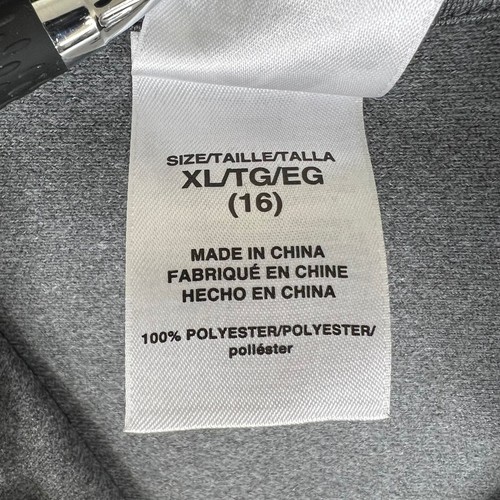 SIZE/TAILLE/TALLA
XL/TG/EG
(16)
MADE IN CHINA
FABRIQUÉ EN CHINE
HECHO EN CHINA
100% POLYESTER/POLYESTER/
poliéster